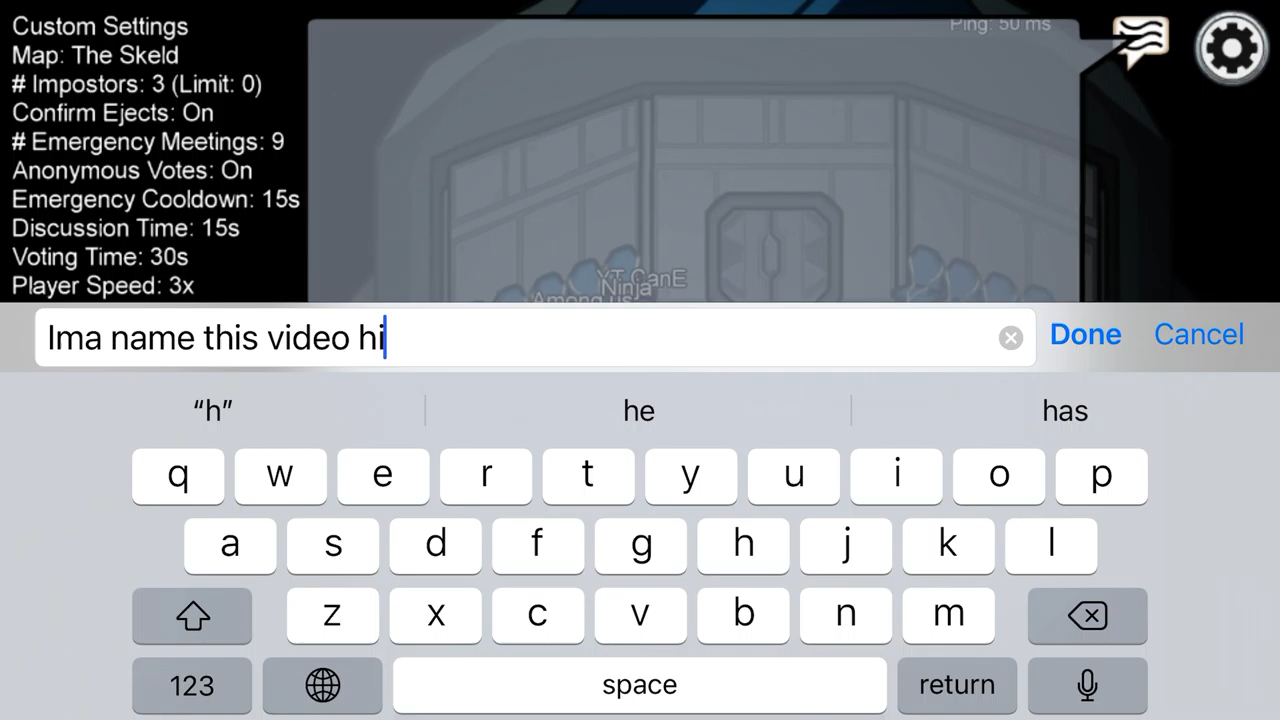 Custom Settings
Map: The Skeld
# Impostors: 3 (Limit: 0)
Confirm Ejects: On
# Emergency Meetings: 9
Anonymous Votes: On
Emergency Cooldown: 15s
Discussion Time: 15s
Voting Time: 30s
Player Speed: 3x
Ping: 50 ms
YT CanE
Ninja
Among us
Ima name this video hi
Done Cancel
“h” he has
q w e r t y u i o p
a s d f g h j k l
z x c v b n m
123 space return